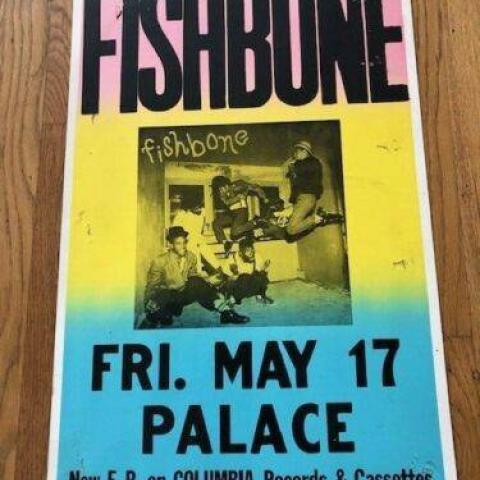 FISHBONE
fishbone
FRI. MAY 17
PALACE
New E.P. on COLUMBIA Records & Cassettes